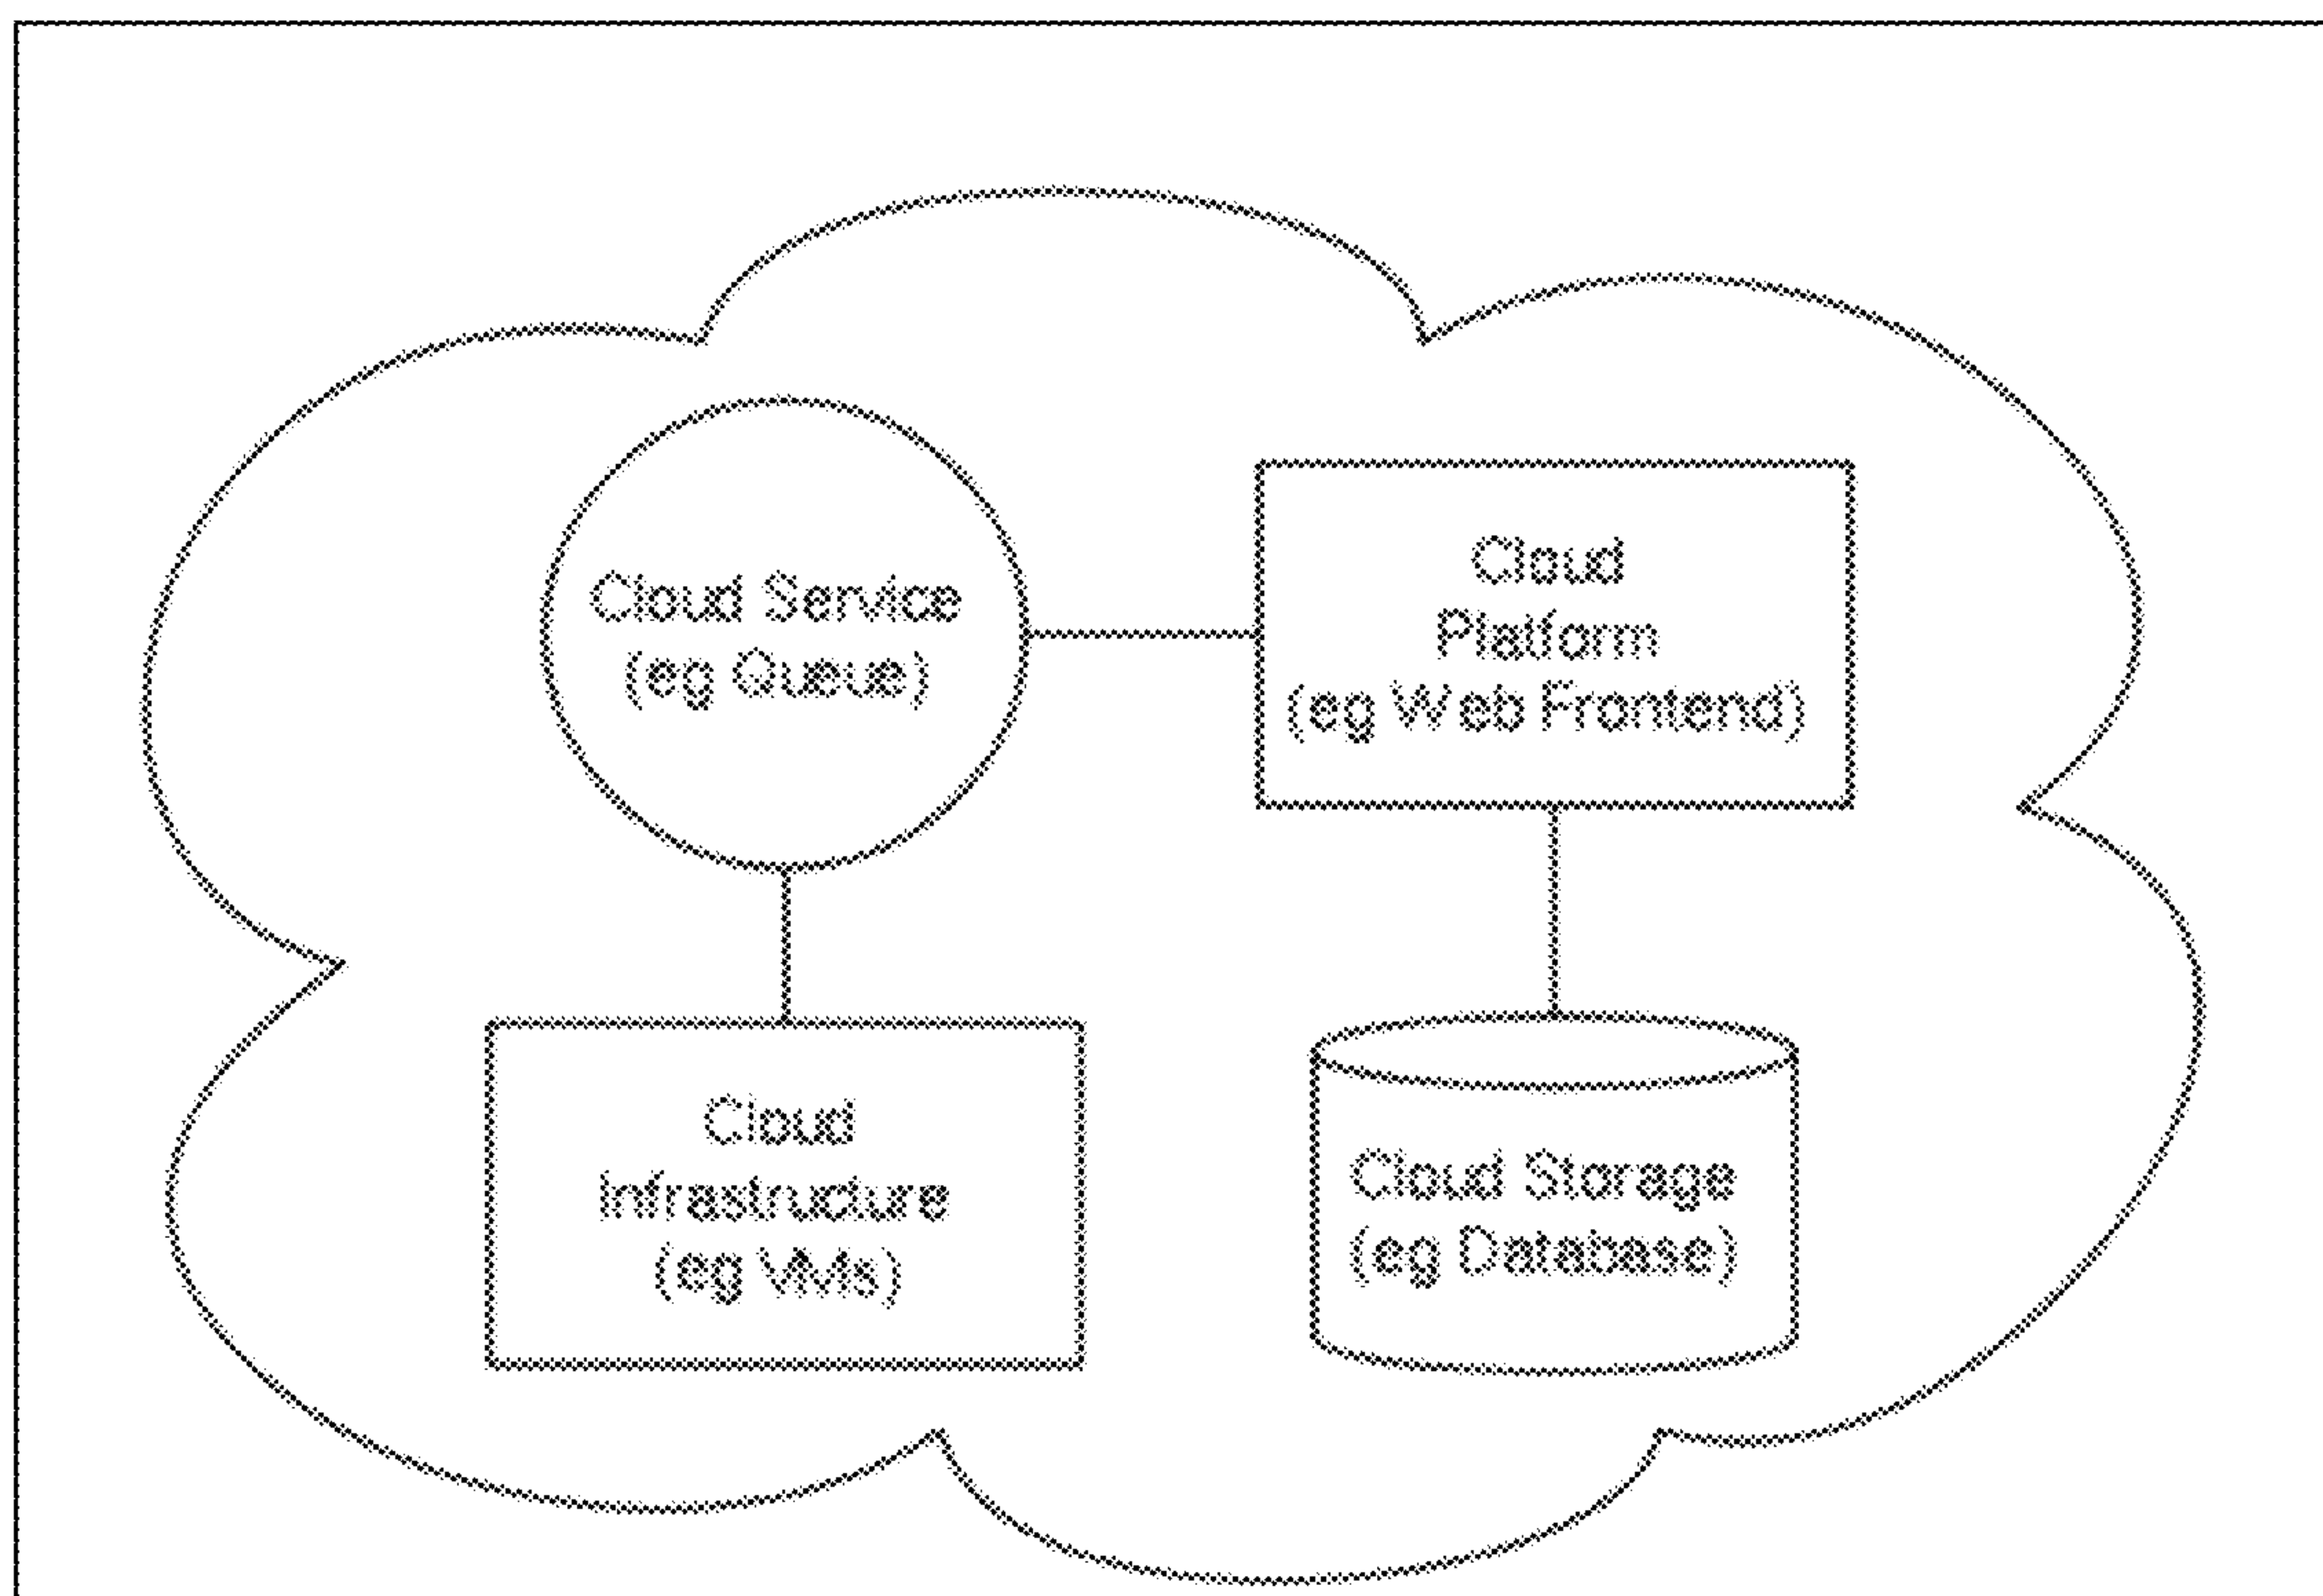 Cloud Service
(eg Queue)
Cloud
Platform
(eg Web Frontend)
Cloud
Infrastructure
(eg VMs)
Cloud Storage
(eg Database)